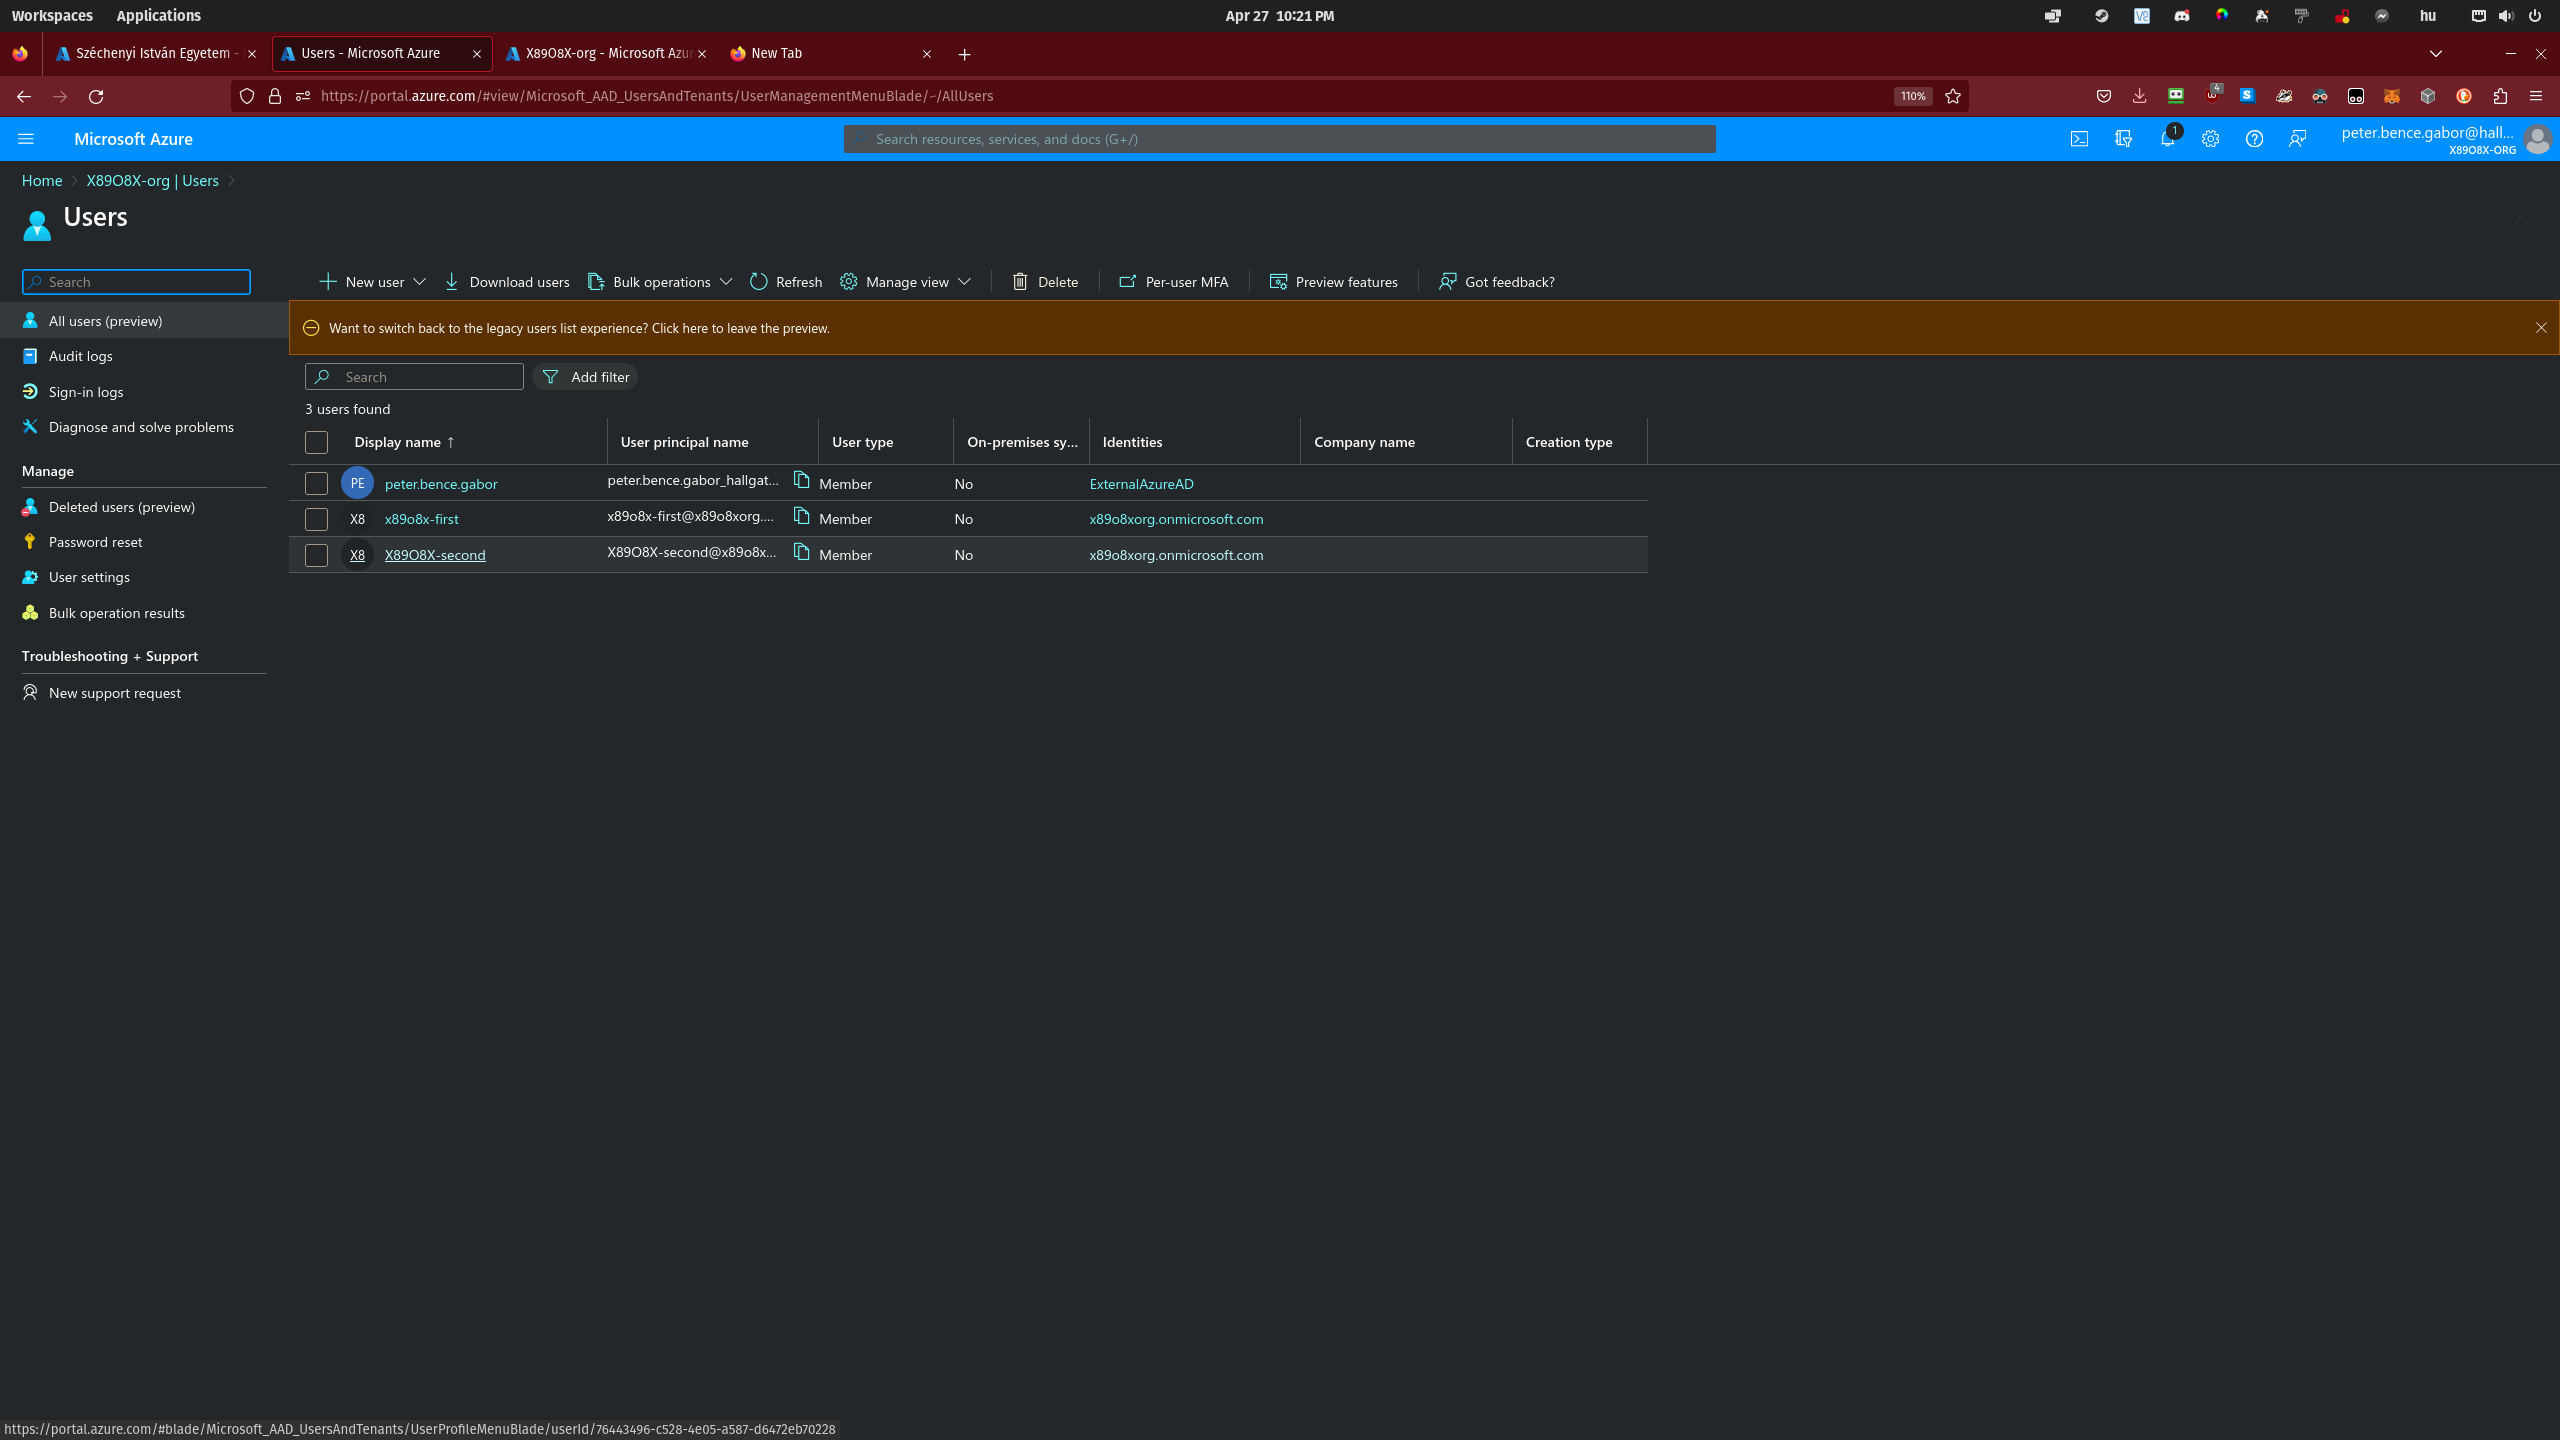 Workspaces Applications Apr 27 10:21 PM hu
Széchenyi István Egyetem - Users - Microsoft Azure X89O8X-org - Microsoft Azur New Tab
https://portal.azure.com/#view/Microsoft_AAD_UsersAndTenants/UserManagementMenuBlade/~/AllUsers 110% 4
Microsoft Azure Search resources, services, and docs (G+/) 1 peter.bence.gabor@hall...
X89O8X-ORG
Home X89O8X-org | Users
Users
Search
New user Download users Bulk operations Refresh Manage view Delete Per-user MFA Preview features Got feedback?
All users (preview)
Audit logs
Sign-in logs
Diagnose and solve problems
Manage
Deleted users (preview)
Password reset
User settings
Bulk operation results
Troubleshooting + Support
New support request
Want to switch back to the legacy users list experience? Click here to leave the preview.
Search Add filter
3 users found
Display name ↑ User principal name User type On-premises sy... Identities Company name Creation type
PE peter.bence.gabor peter.bence.gabor_hallgat... Member No ExternalAzureAD
X8 x89o8x-first x89o8x-first@x89o8xorg.... Member No x89o8xorg.onmicrosoft.com
X8 X89O8X-second X89O8X-second@x89o8x... Member No x89o8xorg.onmicrosoft.com
https://portal.azure.com/#blade/Microsoft_AAD_UsersAndTenants/UserProfileMenuBlade/userId/76443496-c528-4e05-a587-d6472eb70228